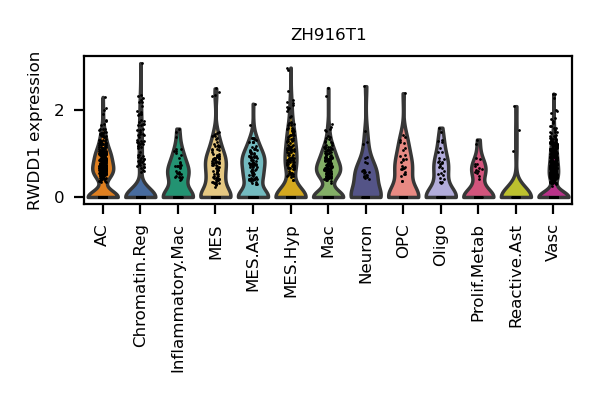 ZH916T1
RWDD1 expression
2
0
AC
Chromatin.Reg
Inflammatory.Mac
MES
MES.Ast
MES.Hyp
Mac
Neuron
OPC
Oligo
Prolif.Metab
Reactive.Ast
Vasc